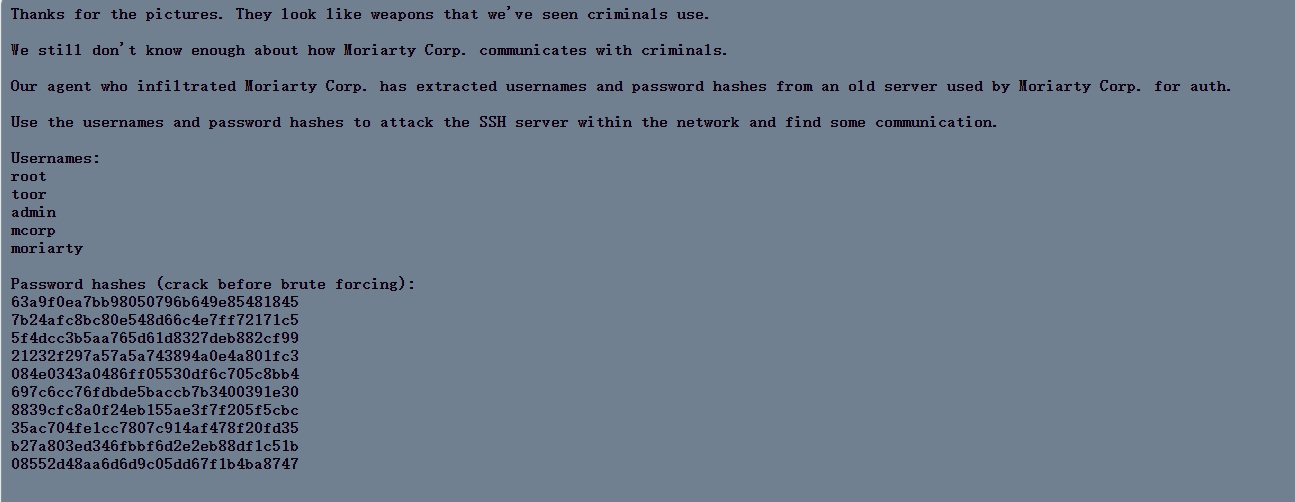 Thanks for the pictures. They look like weapons that we've seen criminals use.
We still don't know enough about how Moriarty Corp. communicates with criminals.
Our agent who infiltrated Moriarty Corp. has extracted usernames and password hashes from an old server used by Moriarty Corp. for auth.
Use the usernames and password hashes to attack the SSH server within the network and find some communication.
Usernames:
root
toor
admin
mcorp
moriarty
Password hashes (crack before brute forcing):
63a9f0ea7bb98050796b649e85481845
7b24afc8bc80e548d66c4e7ff72171c5
5f4dcc3b5aa765d61d8327deb882cf99
21232f297a57a5a743894a0e4a801fc3
084e0343a0486ff05530df6c705c8bb4
697c6cc76fdbde5baccb7b3400391e30
8839cfc8a0f24eb155ae3f7f205f5cbc
35ac704fe1cc7807c914af478f20fd35
b27a803ed346fbbf6d2e2eb88df1c51b
08552d48aa6d6d9c05dd67f1b4ba8747